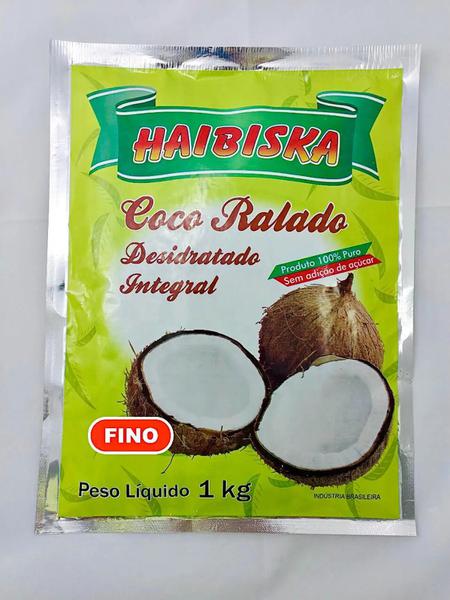 HAIBISKA
Coco Ralado
Desidratado
Integral
Produto 100% Puro
Sem adição de açúcar
FINO
Peso Líquido 1 kg
INDÚSTRIA BRASILEIRA